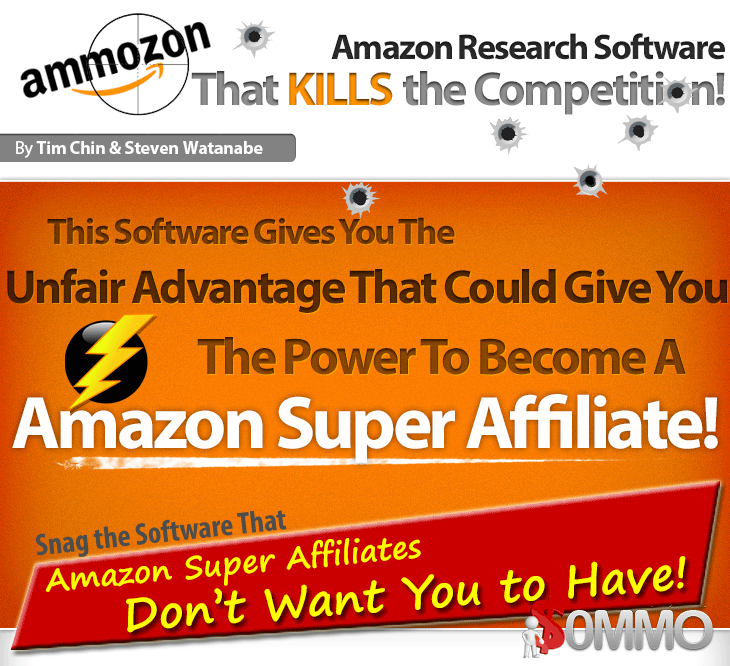 ammozon
Amazon Research Software
That KILLS the Competition!
By Tim Chin & Steven Watanabe
This Software Gives You The
Unfair Advantage That Could Give You
The Power To Become A
Amazon Super Affiliate!
Snag the Software That
Amazon Super Affiliates
Don't Want You to Have!
SOMMO